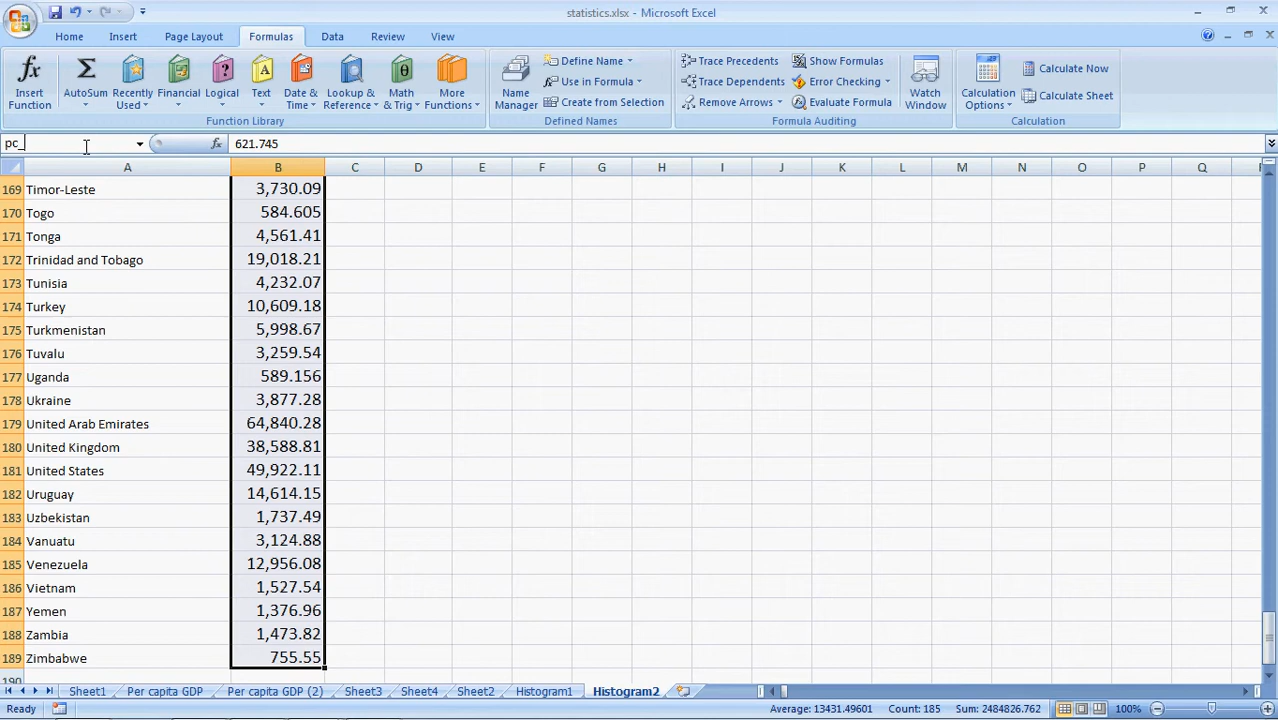 statistics.xlsx - Microsoft Excel
Home Insert Page Layout Formulas Data Review View
Insert Function
AutoSum
Recently Used
Financial
Logical
Text
Date & Time
Lookup & Reference
Math & Trig
More Functions
Function Library
Name Manager
Define Name
Use in Formula
Create from Selection
Defined Names
Trace Precedents
Trace Dependents
Remove Arrows
Show Formulas
Error Checking
Evaluate Formula
Formula Auditing
Watch Window
Calculation Options
Calculate Now
Calculate Sheet
Calculation
pc_ fx 621.745
A B C D E F G H I J K L M N O P Q
169 Timor-Leste 3,730.09
170 Togo 584.605
171 Tonga 4,561.41
172 Trinidad and Tobago 19,018.21
173 Tunisia 4,232.07
174 Turkey 10,609.18
175 Turkmenistan 5,998.67
176 Tuvalu 3,259.54
177 Uganda 589.156
178 Ukraine 3,877.28
179 United Arab Emirates 64,840.28
180 United Kingdom 38,588.81
181 United States 49,922.11
182 Uruguay 14,614.15
183 Uzbekistan 1,737.49
184 Vanuatu 3,124.88
185 Venezuela 12,956.08
186 Vietnam 1,527.54
187 Yemen 1,376.96
188 Zambia 1,473.82
189 Zimbabwe 755.55
190
Sheet1 Per capita GDP Per capita GDP (2) Sheet3 Sheet4 Sheet2 Histogram1 Histogram2
Ready Average: 13431.49601 Count: 185 Sum: 2484826.762 100%